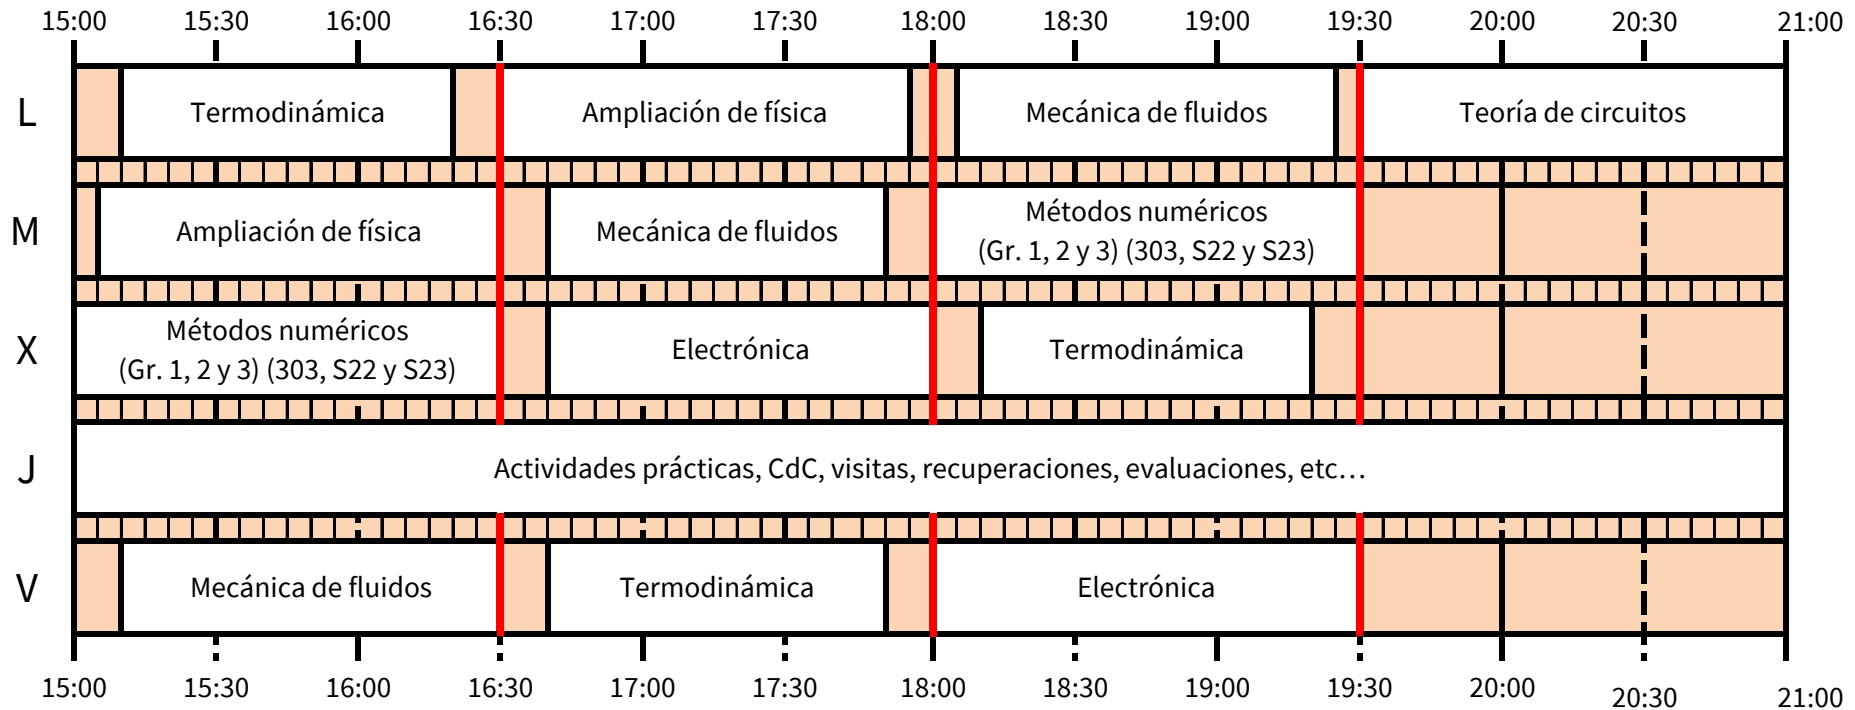 15:00 15:30 16:00 16:30 17:00 17:30 18:00 18:30 19:00 19:30 20:00 20:30 21:00
L Termodinámica Ampliación de física Mecánica de fluidos Teoría de circuitos
M Ampliación de física Mecánica de fluidos Métodos numéricos
(Gr. 1, 2 y 3) (303, S22 y S23)
X Métodos numéricos
(Gr. 1, 2 y 3) (303, S22 y S23)
Electrónica Termodinámica
J Actividades prácticas, CdC, visitas, recuperaciones, evaluaciones, etc...
V Mecánica de fluidos Termodinámica Electrónica
15:00 15:30 16:00 16:30 17:00 17:30 18:00 18:30 19:00 19:30 20:00 20:30 21:00